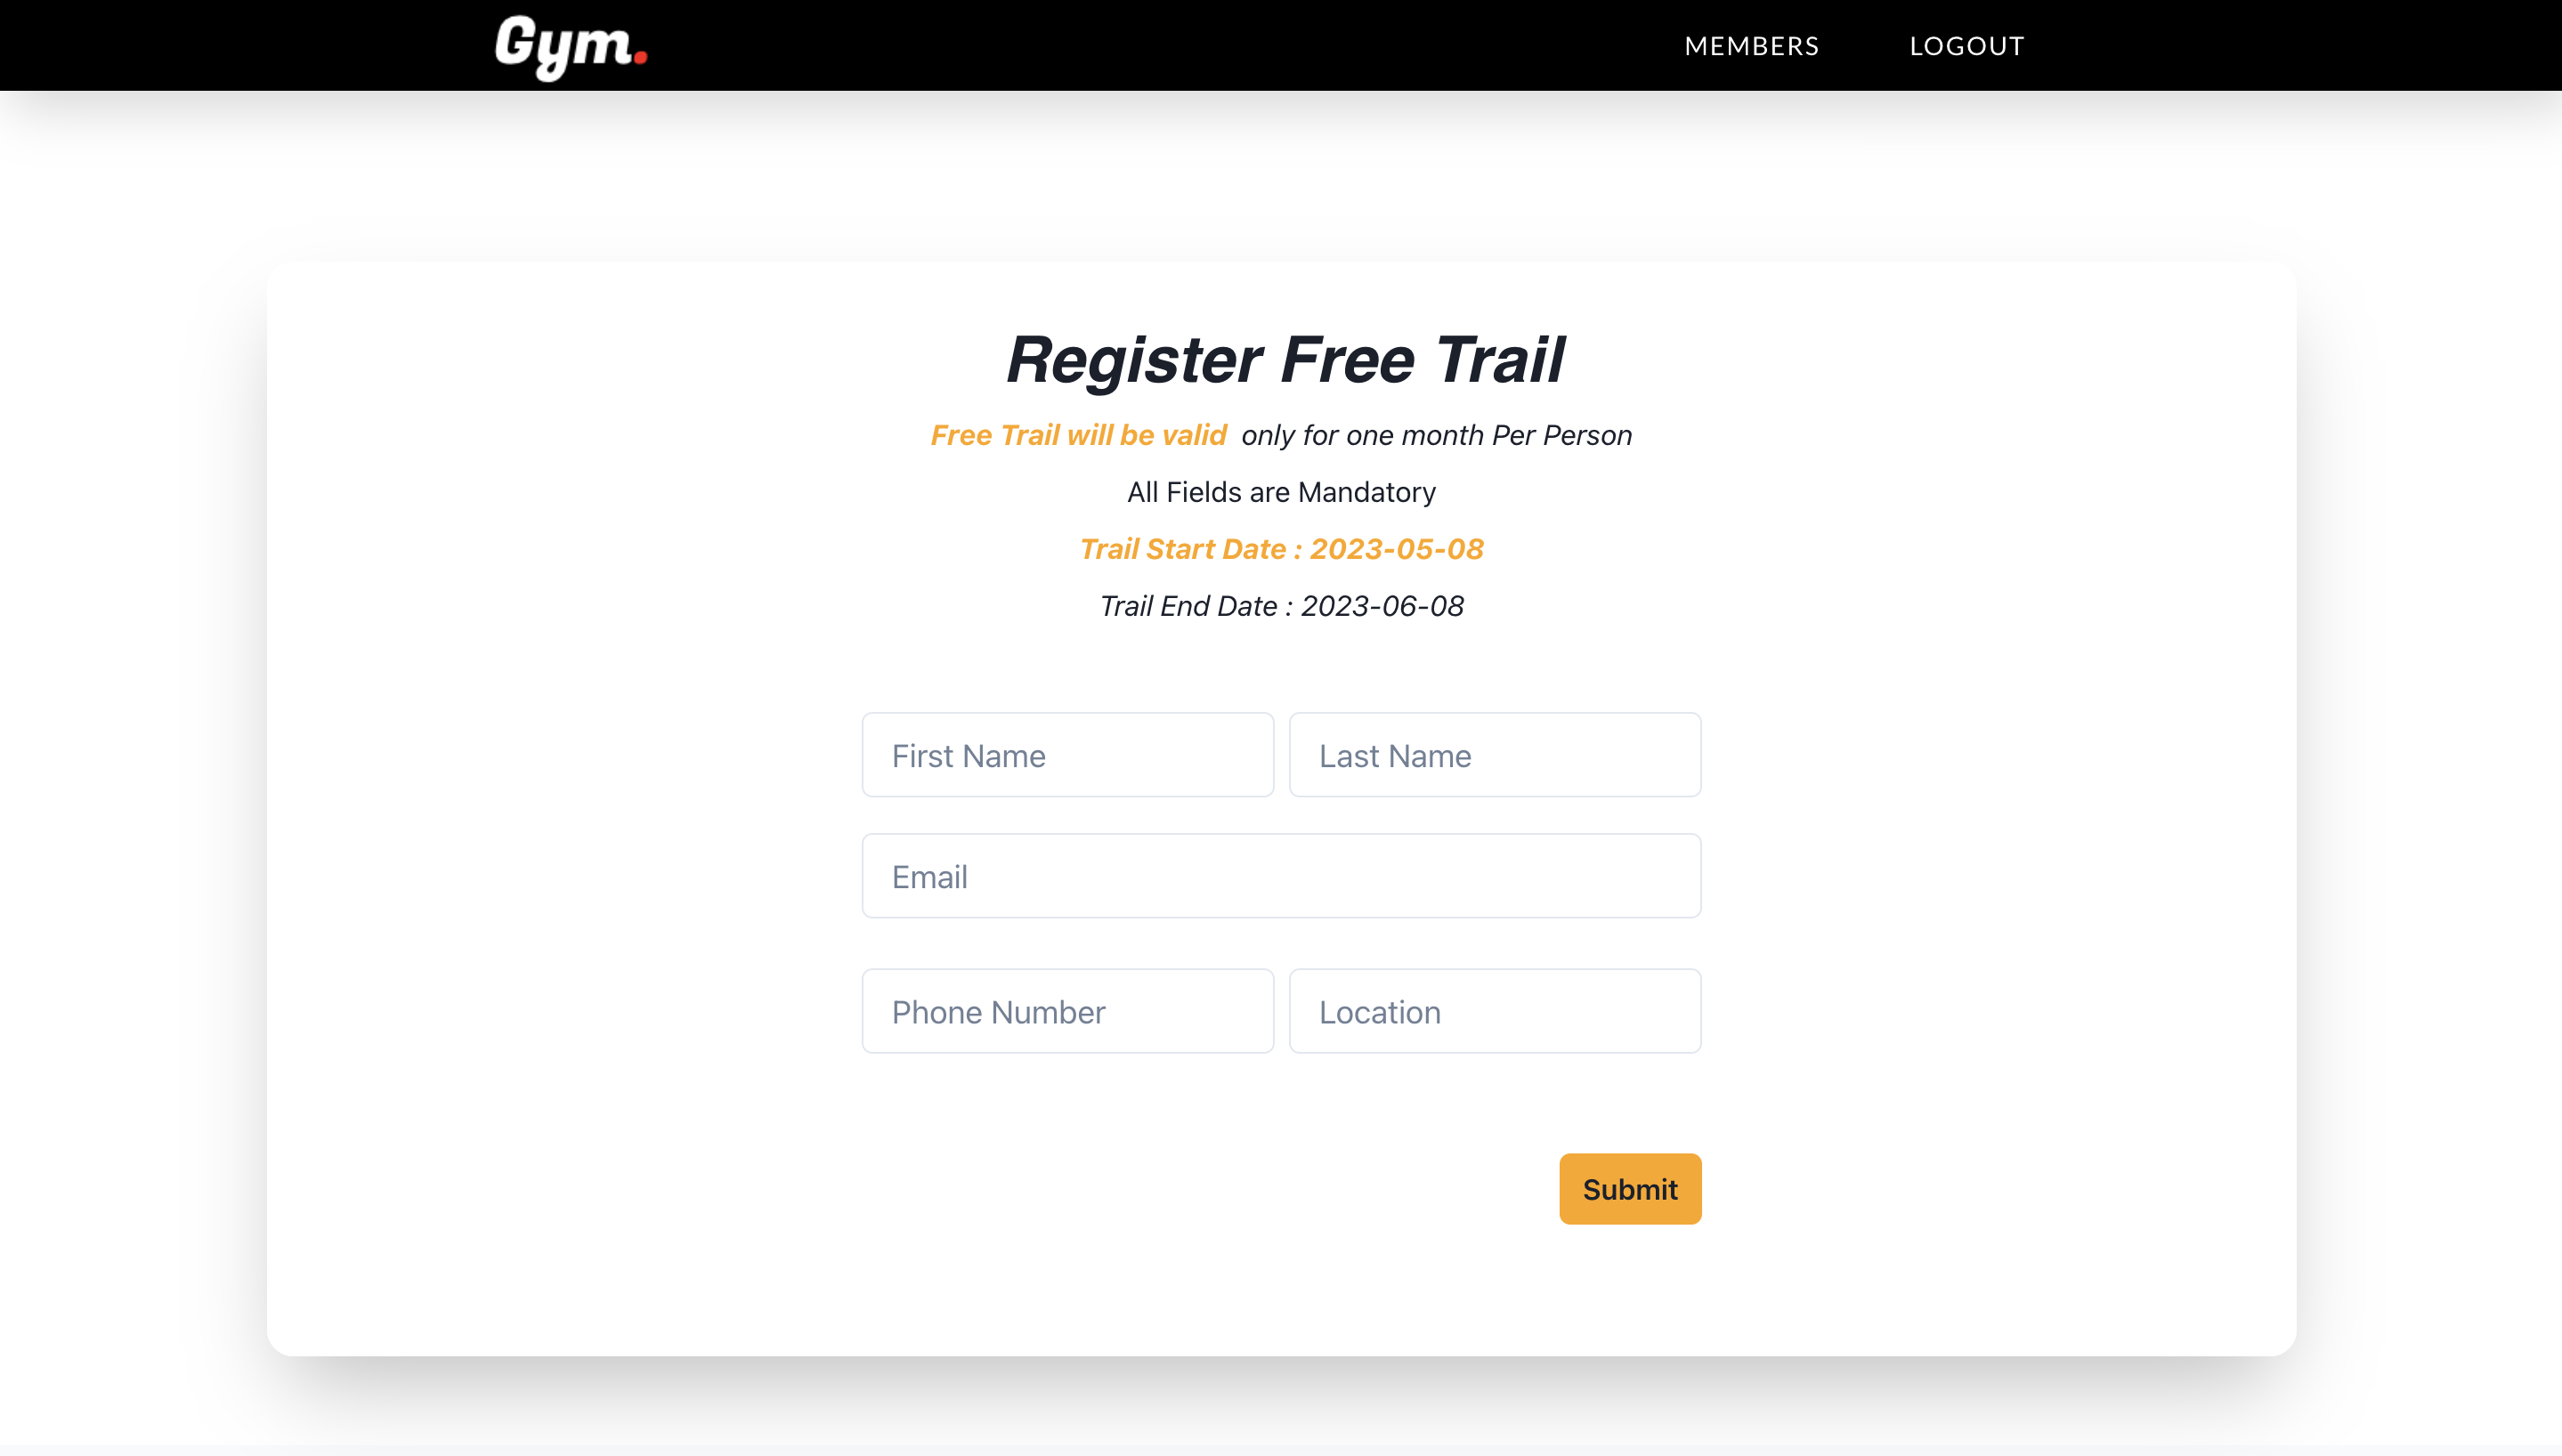 Gym.
MEMBERS LOGOUT
Register Free Trail
Free Trail will be valid only for one month Per Person
All Fields are Mandatory
Trail Start Date : 2023-05-08
Trail End Date : 2023-06-08
First Name Last Name
Email
Phone Number Location
Submit